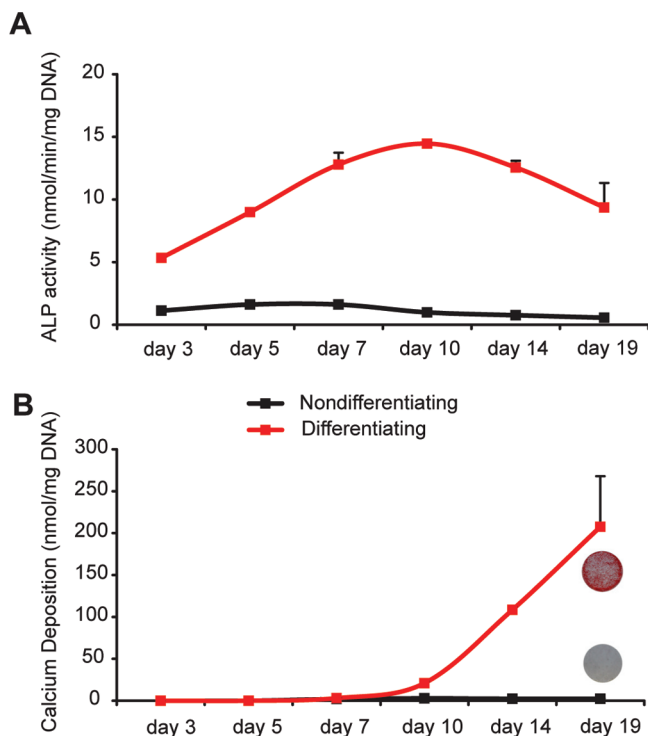 A
ALP activity (nmol/min/mg DNA)
20
15
10
5
0
day 3 day 5 day 7 day 10 day 14 day 19
Nondifferentiating
Differentiating
B
Calcium Deposition (nmol/mg DNA)
300
250
200
150
100
50
0
day 3 day 5 day 7 day 10 day 14 day 19